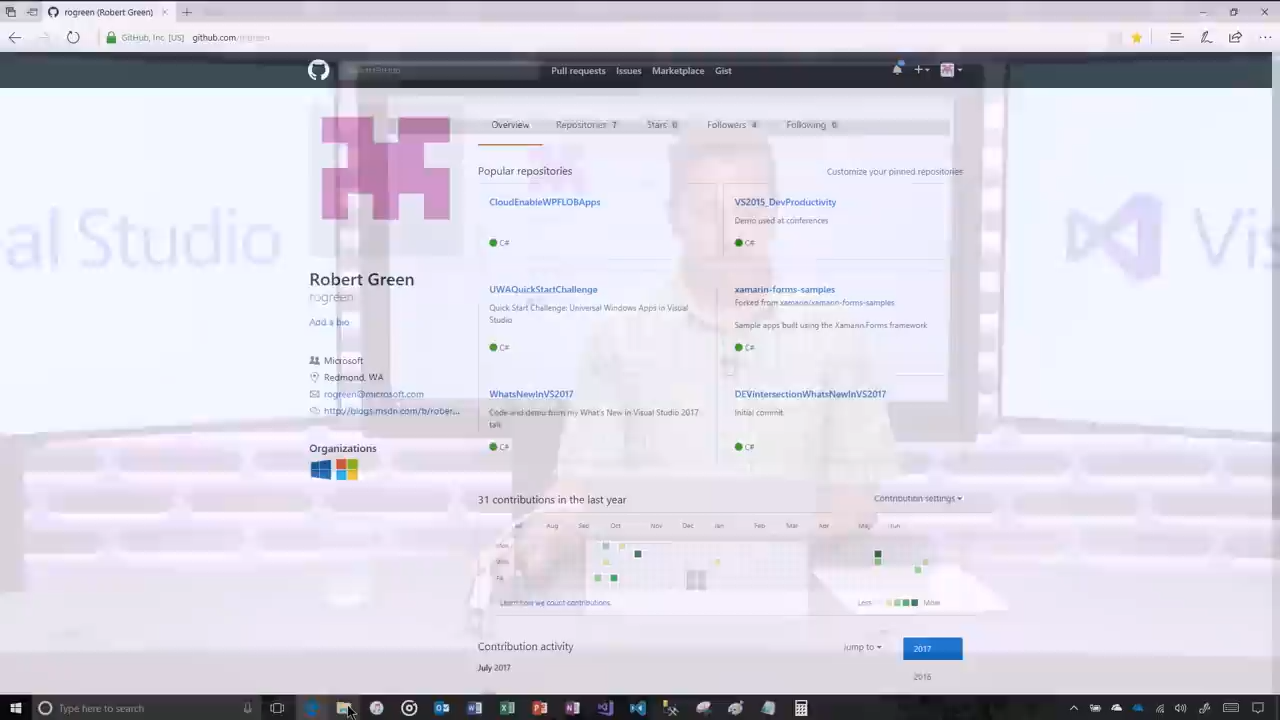 rogreen (Robert Green)
GitHub, Inc. [US] github.com/rogreen
Pull requests Issues Marketplace Gist
Overview Repositories 7 Stars 0 Followers 4 Following 0
Popular repositories Customize your pinned repositories
CloudEnableWPFLOBApps
C#
VS2015_DevProductivity
Demo used at conferences
C#
al Studio
Vis
Robert Green
rogreen
Add a bio
Microsoft
Redmond, WA
rogreen@microsoft.com
http://blogs.msdn.com/b/rober...
Organizations
UWAQuickStartChallenge
Quick Start Challenge: Universal Windows Apps in Visual
Studio
C#
xamarin-forms-samples
Forked from xamarin/xamarin-forms-samples
Sample apps built using the Xamarin.Forms framework
C#
WhatsNewInVS2017
Code and demo from my What's New in Visual Studio 2017
talk
C#
DEVintersectionWhatsNewInVS2017
Initial commit
C#
31 contributions in the last year Contribution settings
Aug Sep Oct Nov Dec Jan Feb Mar Apr May Jun
Learn how we count contributions. Less More
Contribution activity Jump to 2017
July 2017
2016
Type here to search